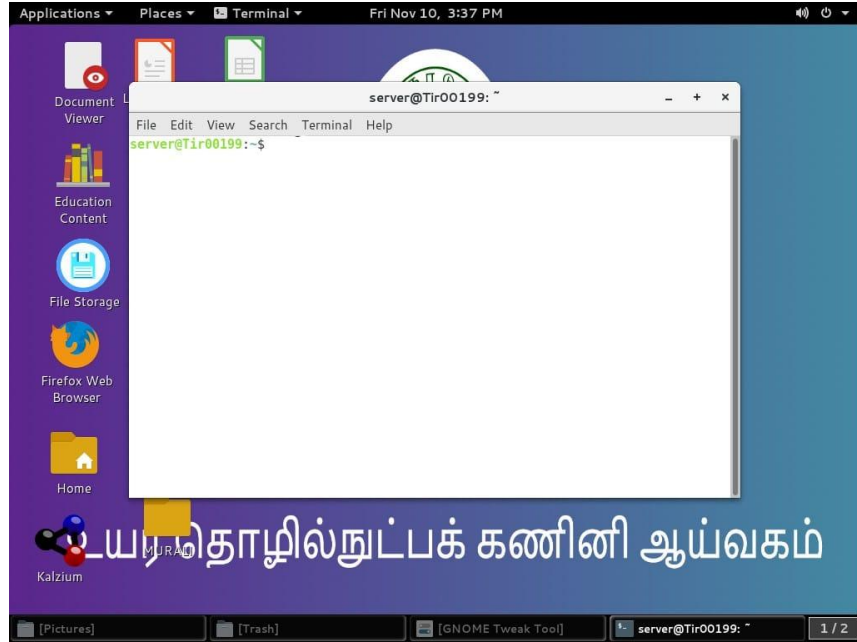 Applications Places Terminal Fri Nov 10, 3:37 PM
server@Tir00199: ~
File Edit View Search Terminal Help
server@Tir00199:~$
Document
Viewer
Education
Content
File Storage
Firefox Web
Browser
Home
Kalzium
MURALI
உயர் தொழில்நுட்பக் கணினி ஆய்வகம்
[Pictures] [Trash] [GNOME Tweak Tool] server@Tir00199: ~ 1 / 2